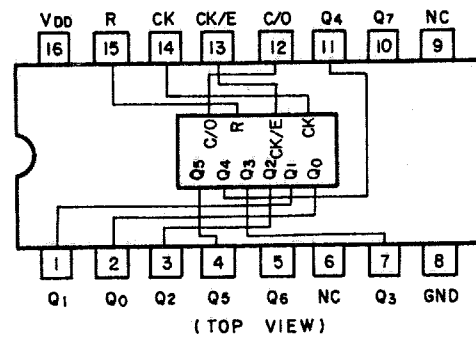 VDD R CK CK/E C/O Q4 Q7 NC
16 15 14 13 12 11 10 9
C/O R CK/E CK
Q5 Q4 Q3 Q2 Q1 Q0
1 2 3 4 5 6 7 8
Q1 Q0 Q2 Q5 Q6 NC Q3 GND
(TOP VIEW)